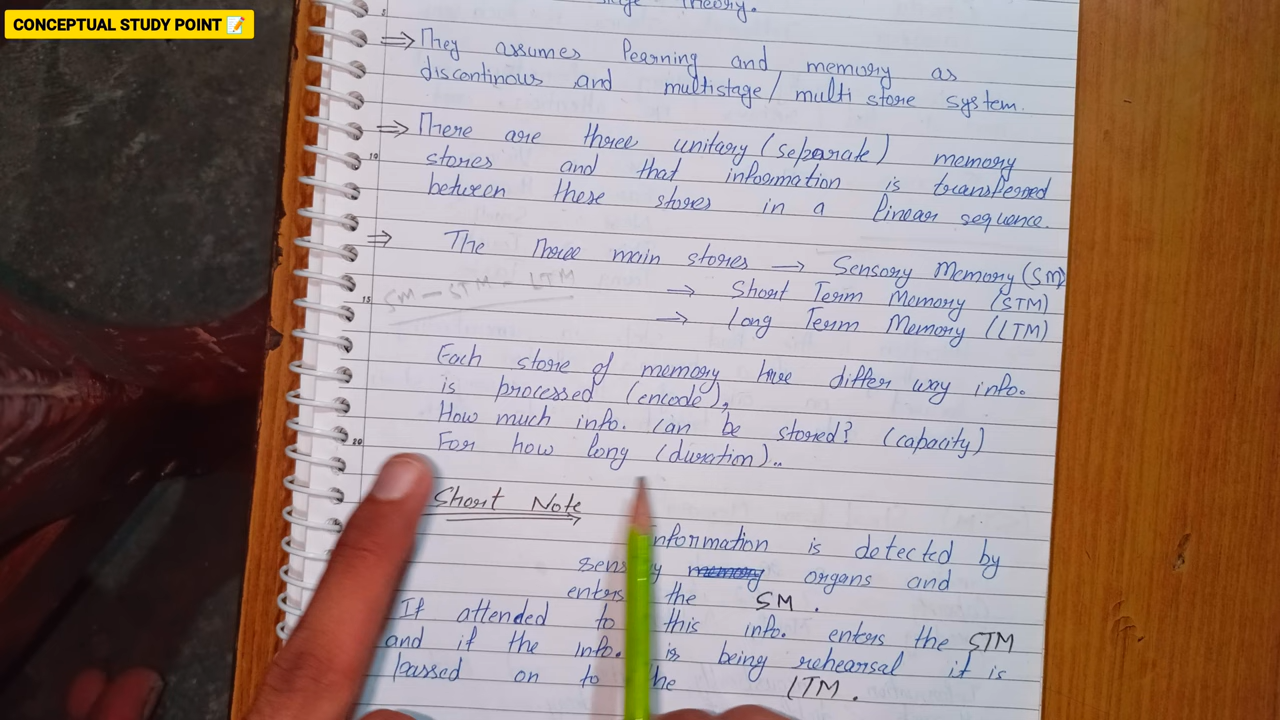 CONCEPTUAL STUDY POINT 📝
Theory.
⇒ They assumes learning and memory as
discontinous and multistage/multi store system.
⇒ There are three unitary (separate) memory
stores and that information is transferred
between these stores in a linear sequence.
⇒ The Three main stores → Sensory Memory (SM)
→ Short Term Memory (STM)
→ Long Term Memory (LTM)
Each store of memory have differ way info.
is processed (encode),
How much info. can be stored? (capacity)
For how long (duration)..
Short Note
nformation is detected by
organs and
enters the SM.
If attended to this info. enters the STM
and if the info. is being rehearsal it is
passed on to the LTM.